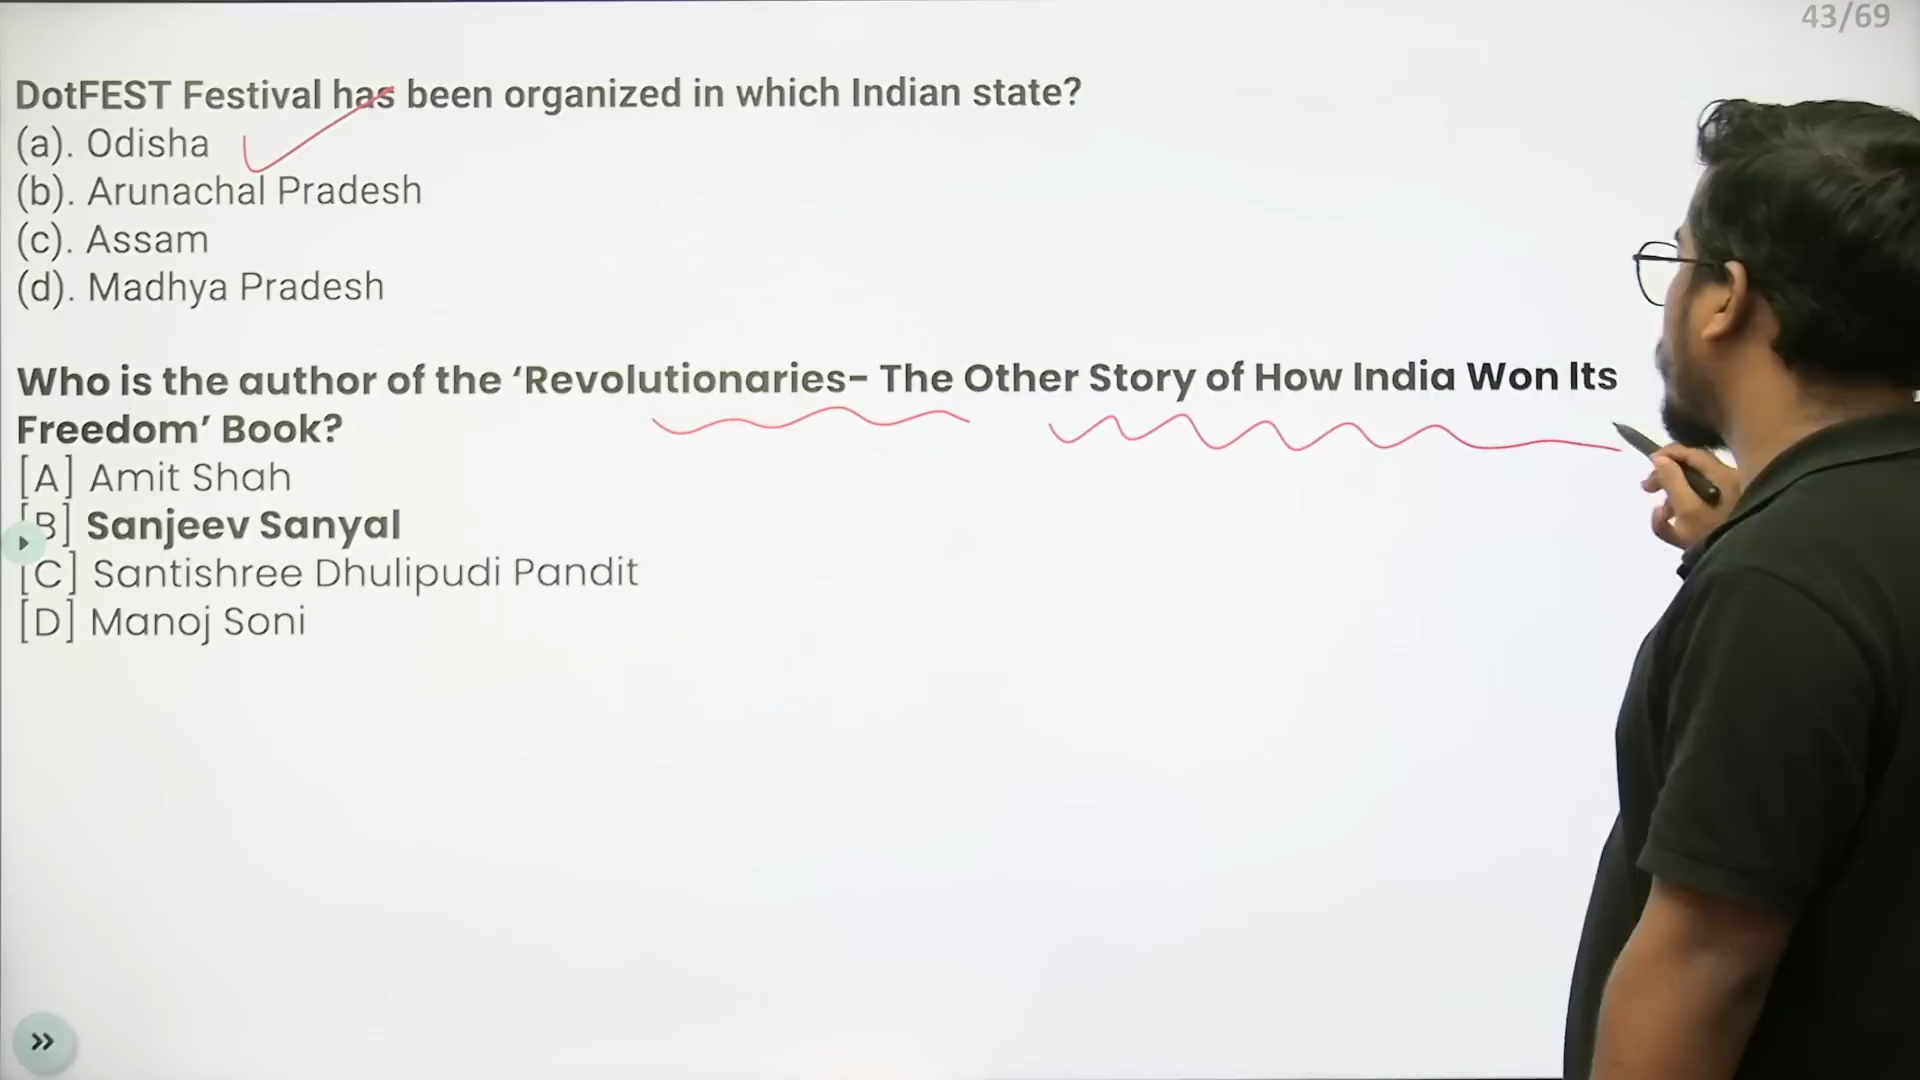 43/69
DotFEST Festival has been organized in which Indian state?
(a). Odisha
(b). Arunachal Pradesh
(c). Assam
(d). Madhya Pradesh
Who is the author of the ‘Revolutionaries- The Other Story of How India Won Its
Freedom’ Book?
[A] Amit Shah
[B] Sanjeev Sanyal
[C] Santishree Dhulipudi Pandit
[D] Manoj Soni